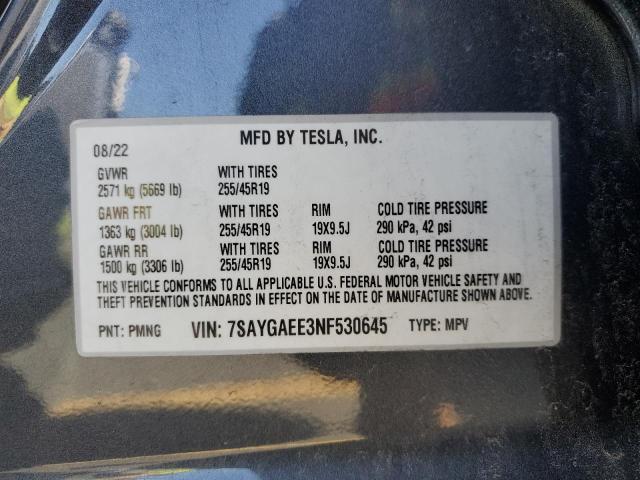 MFD BY TESLA, INC.
08/22
GVWR WITH TIRES
2571 kg (5669 lb) 255/45R19
GAWR FRT WITH TIRES RIM COLD TIRE PRESSURE
1363 kg (3004 lb) 255/45R19 19X9.5J 290 kPa, 42 psi
GAWR RR WITH TIRES RIM COLD TIRE PRESSURE
1500 kg (3306 lb) 255/45R19 19X9.5J 290 kPa, 42 psi
THIS VEHICLE CONFORMS TO ALL APPLICABLE U.S. FEDERAL MOTOR VEHICLE SAFETY AND
THEFT PREVENTION STANDARDS IN EFFECT ON THE DATE OF MANUFACTURE SHOWN ABOVE.
PNT: PMNG VIN: 7SAYGAEE3NF530645 TYPE: MPV